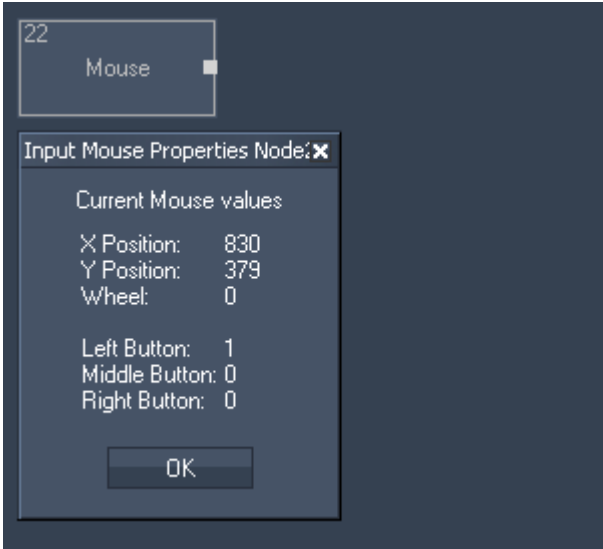 22
Mouse
Input Mouse Properties Node
Current Mouse values
X Position: 830
Y Position: 379
Wheel: 0
Left Button: 1
Middle Button: 0
Right Button: 0
OK